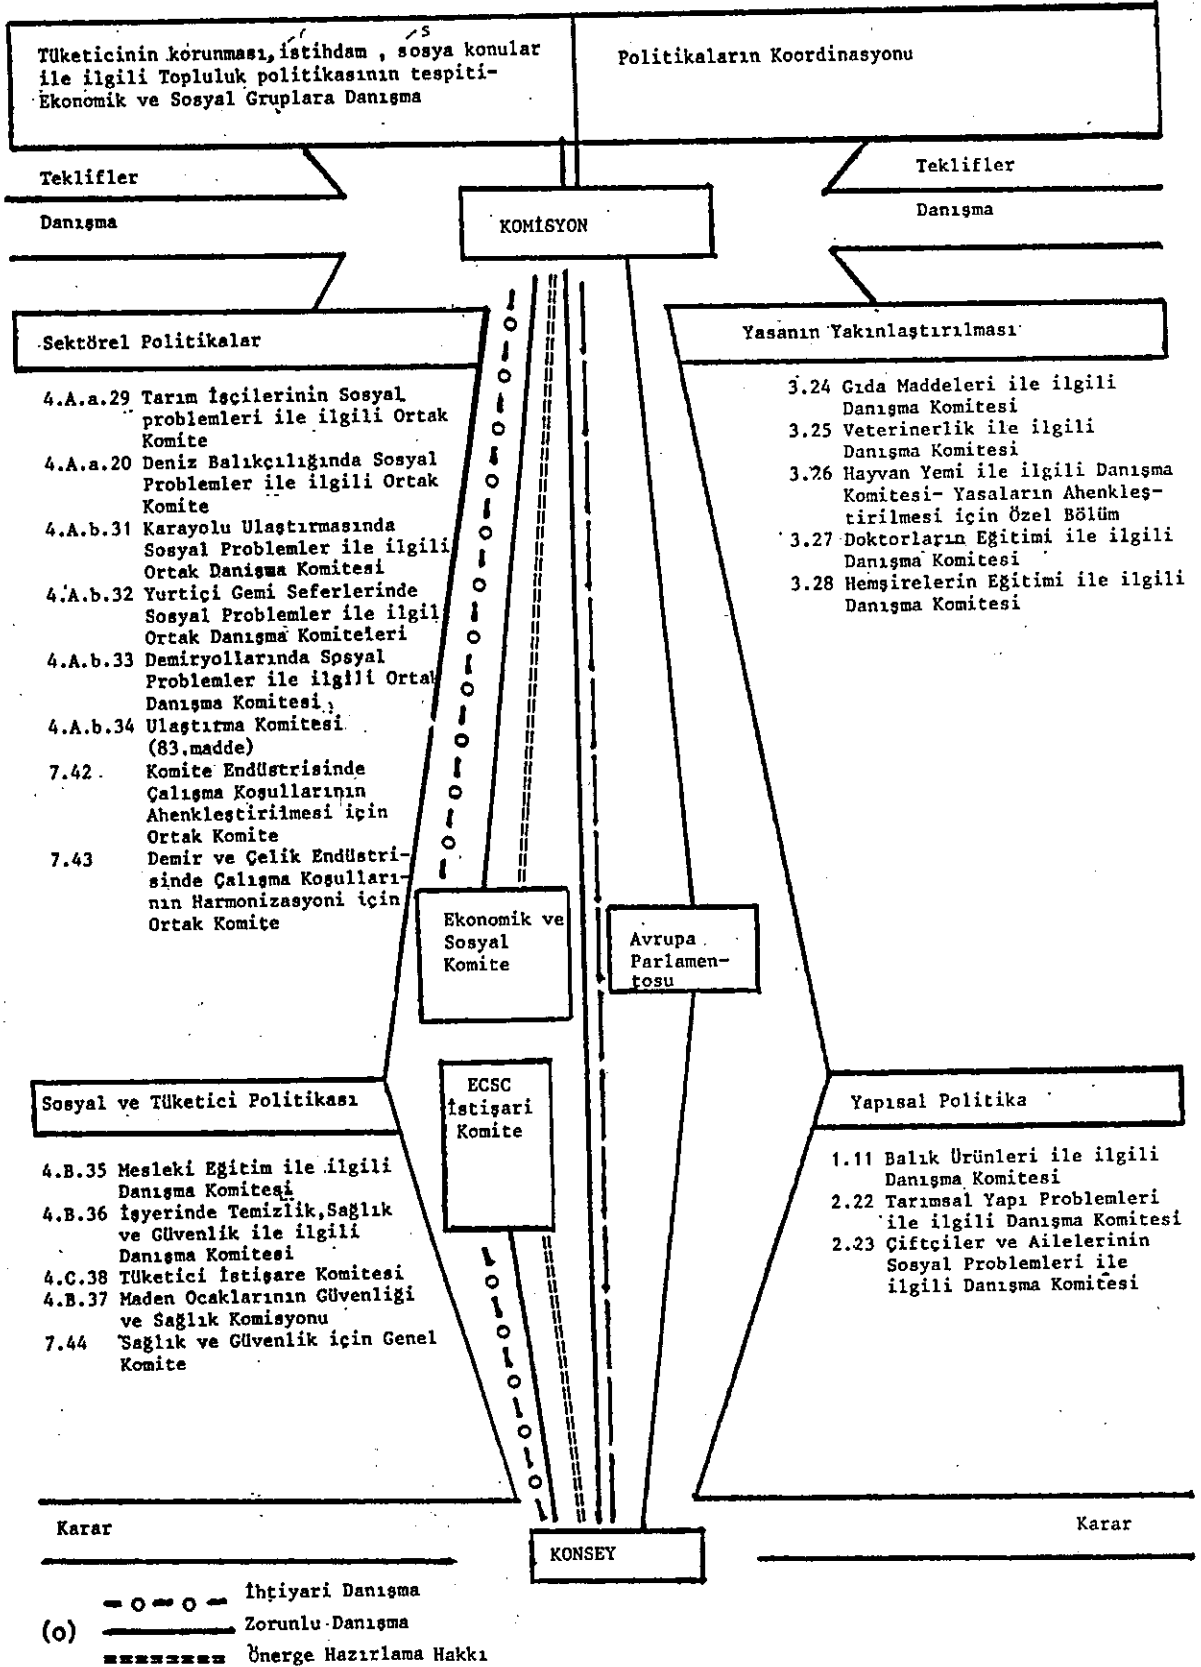 Tüketicinin korunması, istihdam , sosya konular
ile ilgili Topluluk politikasının tespiti-
Ekonomik ve Sosyal Gruplara Danışma
Politikaların Koordinasyonu
Teklifler
Danışma
Teklifler
Danışma
KOMİSYON
Sektörel Politikalar
4.A.a.29 Tarım İşçilerinin Sosyal
problemleri ile ilgili Ortak
Komite
4.A.a.20 Deniz Balıkçılığında Sosyal
Problemler ile ilgili Ortak
Komite
4.A.b.31 Karayolu Ulaştırmasında
Sosyal Problemler ile ilgili
Ortak Danişma Komitesi
4.A.b.32 Yurtiçi Gemi Seferlerinde
Sosyal Problemler ile ilgili
Ortak Danışma Komiteleri
4.A.b.33 Demiryollarında Sosyal
Problemler ile ilgili Ortak
Danışma Komitesi
4.A.b.34 Ulaştırma Komitesi
(83.madde)
7.42 Komite Endüstrisinde
Çalışma Koşullarının
Ahenkleştirilmesi için
Ortak Komite
7.43 Demir ve Çelik Endüstri-
sinde Çalışma Koşulları-
nın Harmonizasyoni için
Ortak Komite
Yasanın Yakınlaştırılması
3.24 Gıda Maddeleri ile ilgili
Danışma Komitesi
3.25 Veterinerlik ile ilgili
Danışma Komitesi
3.26 Hayvan Yemi ile ilgili Danışma
Komitesi- Yasaların Ahenkleş-
tirilmesi için Özel Bölüm
3.27 Doktorların Eğitimi ile ilgili
Danışma Komitesi
3.28 Hemşirelerin Eğitimi ile ilgili
Danışma Komitesi
Ekonomik ve
Sosyal
Komite
Avrupa
Parlamen-
tosu
ECSC
İstişari
Komite
Sosyal ve Tüketici Politikası
4.B.35 Mesleki Eğitim ile ilgili
Danışma Komitesi
4.B.36 İşyerinde Temizlik,Sağlık
ve Güvenlik ile ilgili
Danışma Komitesi
4.C.38 Tüketici İstişare Komitesi
4.B.37 Maden Ocaklarının Güvenliği
ve Sağlık Komisyonu
7.44 Sağlık ve Güvenlik için Genel
Komite
Yapısal Politika
1.11 Balık Ürünleri ile ilgili
Danışma Komitesi
2.22 Tarımsal Yapı Problemleri
ile ilgili Danışma Komitesi
2.23 Çiftçiler ve Ailelerinin
Sosyal Problemleri ile
ilgili Danışma Komitesi
Karar
Karar
KONSEY
İhtiyari Danışma
(o) Zorunlu Danışma
Önerge Hazırlama Hakkı